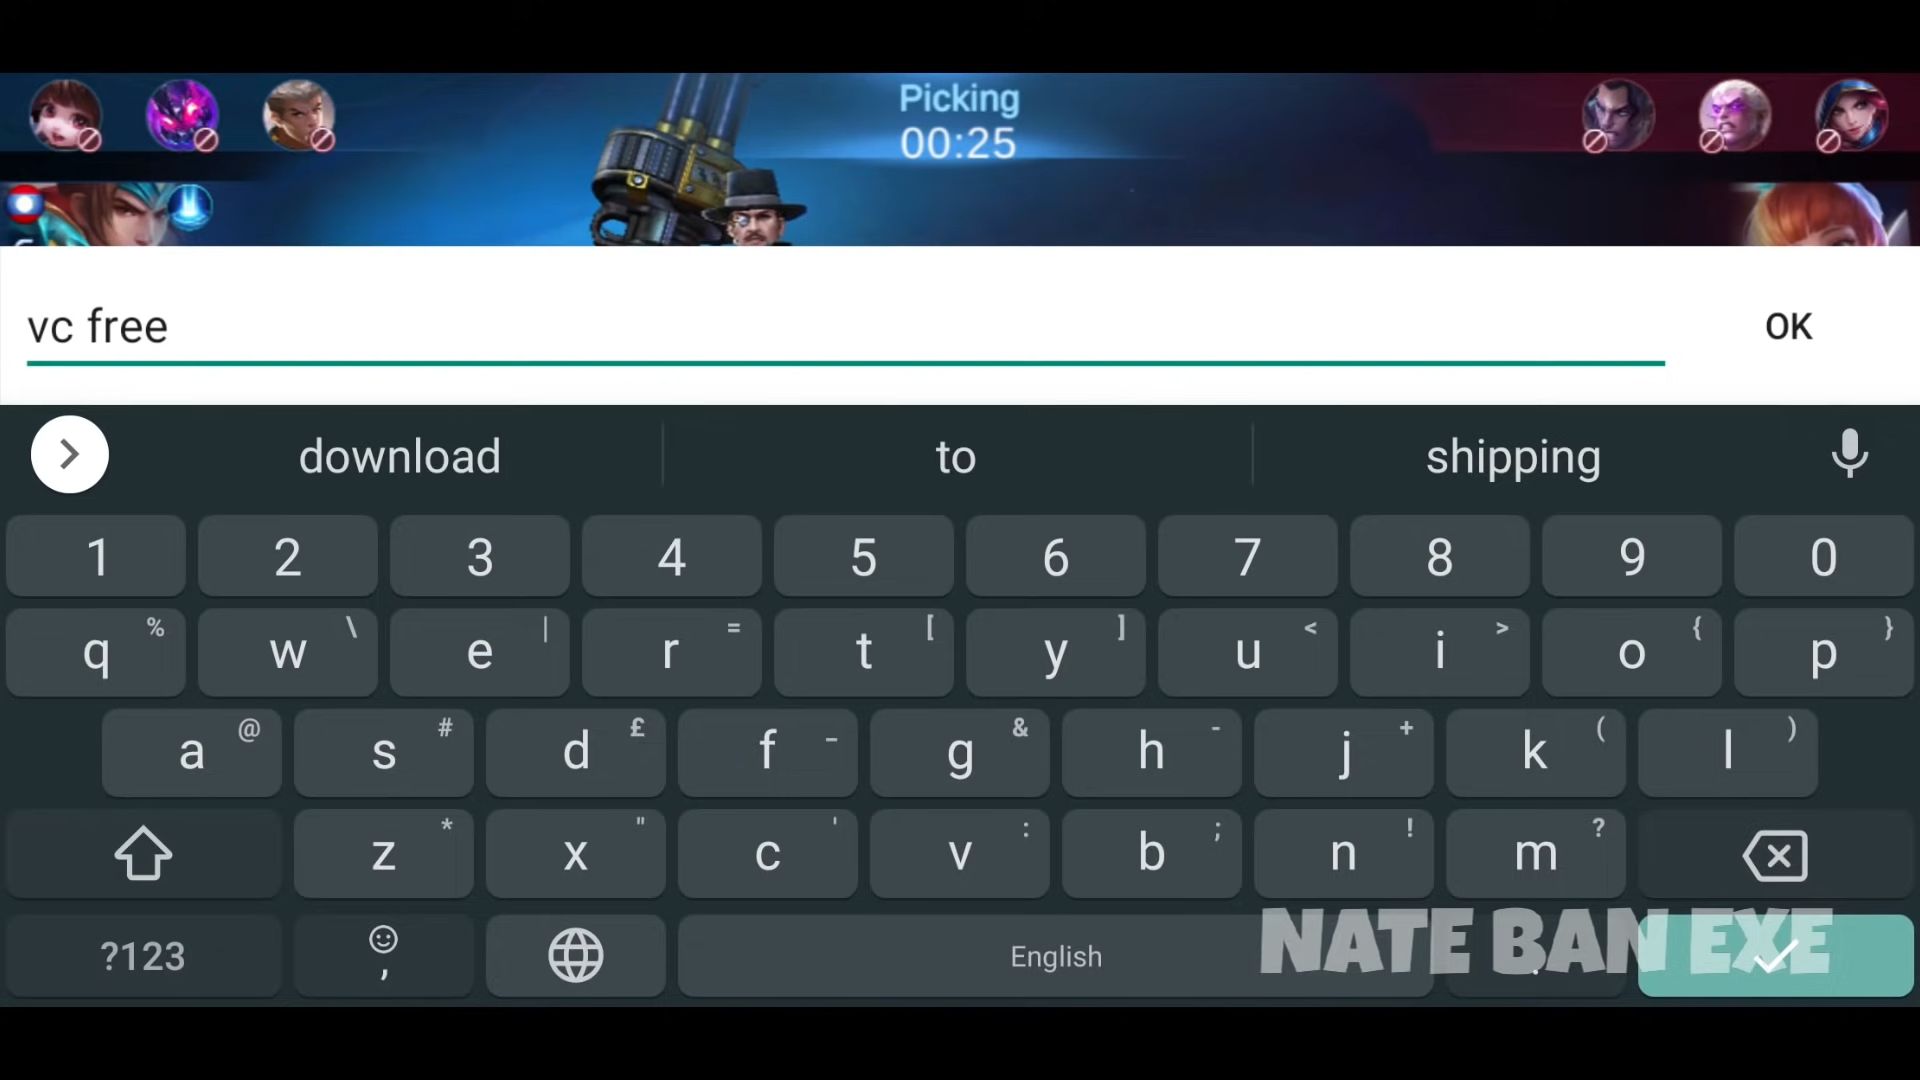 Picking
00:25
vc free
OK
download to shipping
1 2 3 4 5 6 7 8 9 0
% \ | = [ ] < > { }
q w e r t y u i o p
@ # £ _ & - + ( )
a s d f g h j k l
* " ' : ; ! ?
z x c v b n m
?123 , English .
NATE BAN EXE